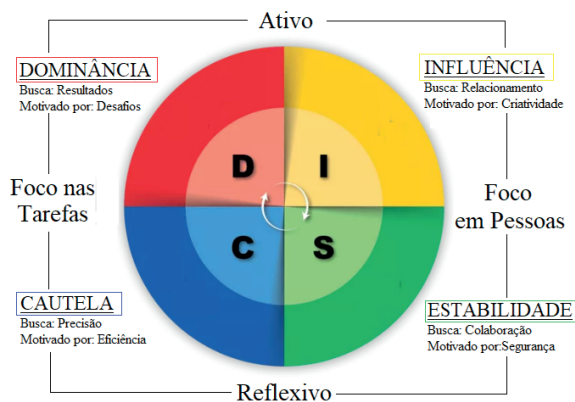 Ativo
DOMINÂNCIA
Busca: Resultados
Motivado por: Desafios
INFLUÊNCIA
Busca: Relacionamento
Motivado por: Criatividade
D
I
Foco nas
Tarefas
Foco
em Pessoas
C
S
CAUTELA
Busca: Precisão
Motivado por: Eficiência
ESTABILIDADE
Busca: Colaboração
Motivado por:Segurança
Reflexivo